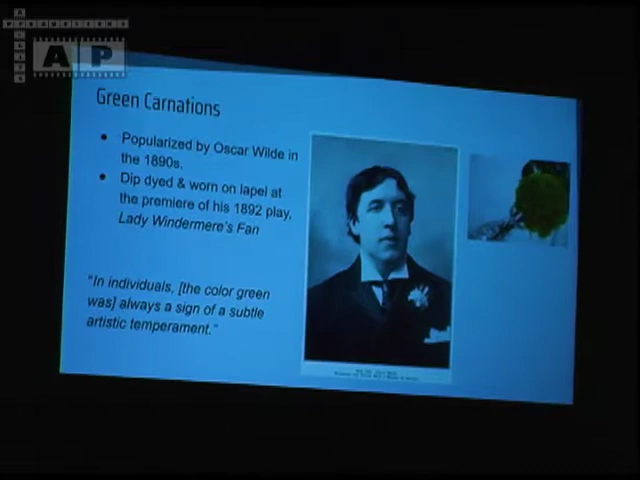 AP
Green Carnations
Popularized by Oscar Wilde in
the 1890s.
Dip dyed & worn on lapel at
the premiere of his 1892 play,
Lady Windermere's Fan
"In individuals, [the color green
was] always a sign of a subtle
artistic temperament."